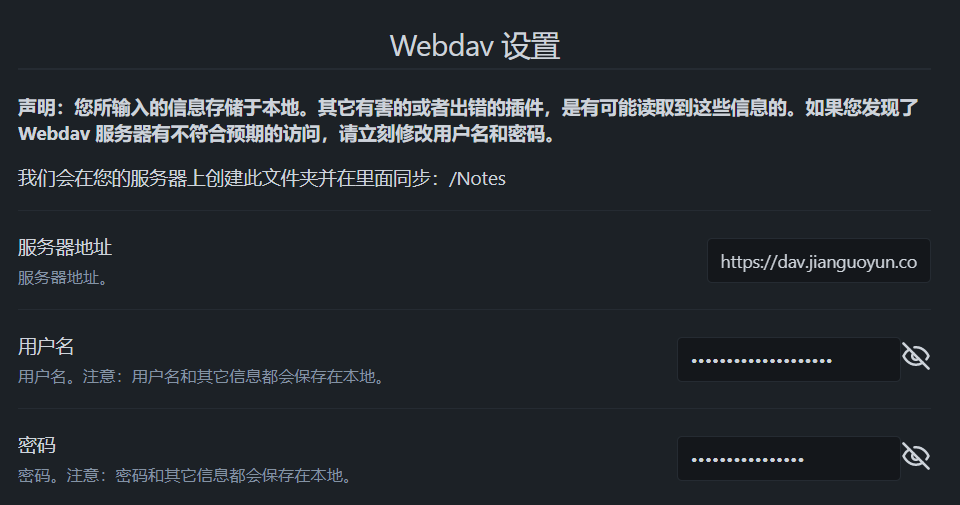 Webdav 设置
声明：您所输入的信息存储于本地。其它有害的或者出错的插件，是有可能读取到这些信息的。如果您发现了
Webdav 服务器有不符合预期的访问，请立刻修改用户名和密码。
我们会在您的服务器上创建此文件夹并在里面同步：/Notes
服务器地址
https://dav.jianguoyun.co
服务器地址。
用户名
用户名。注意：用户名和其它信息都会保存在本地。
密码
密码。注意：密码和其它信息都会保存在本地。